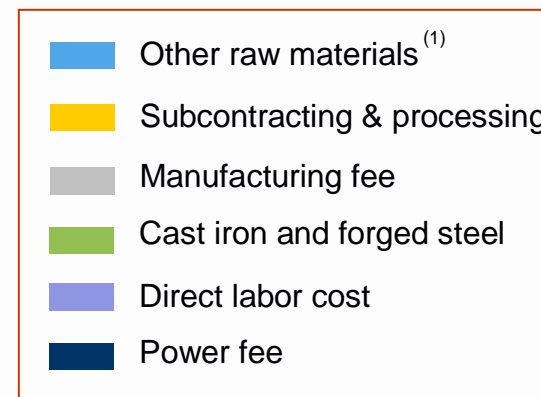 Other raw materials (1)
Subcontracting & processing
Manufacturing fee
Cast iron and forged steel
Direct labor cost
Power fee